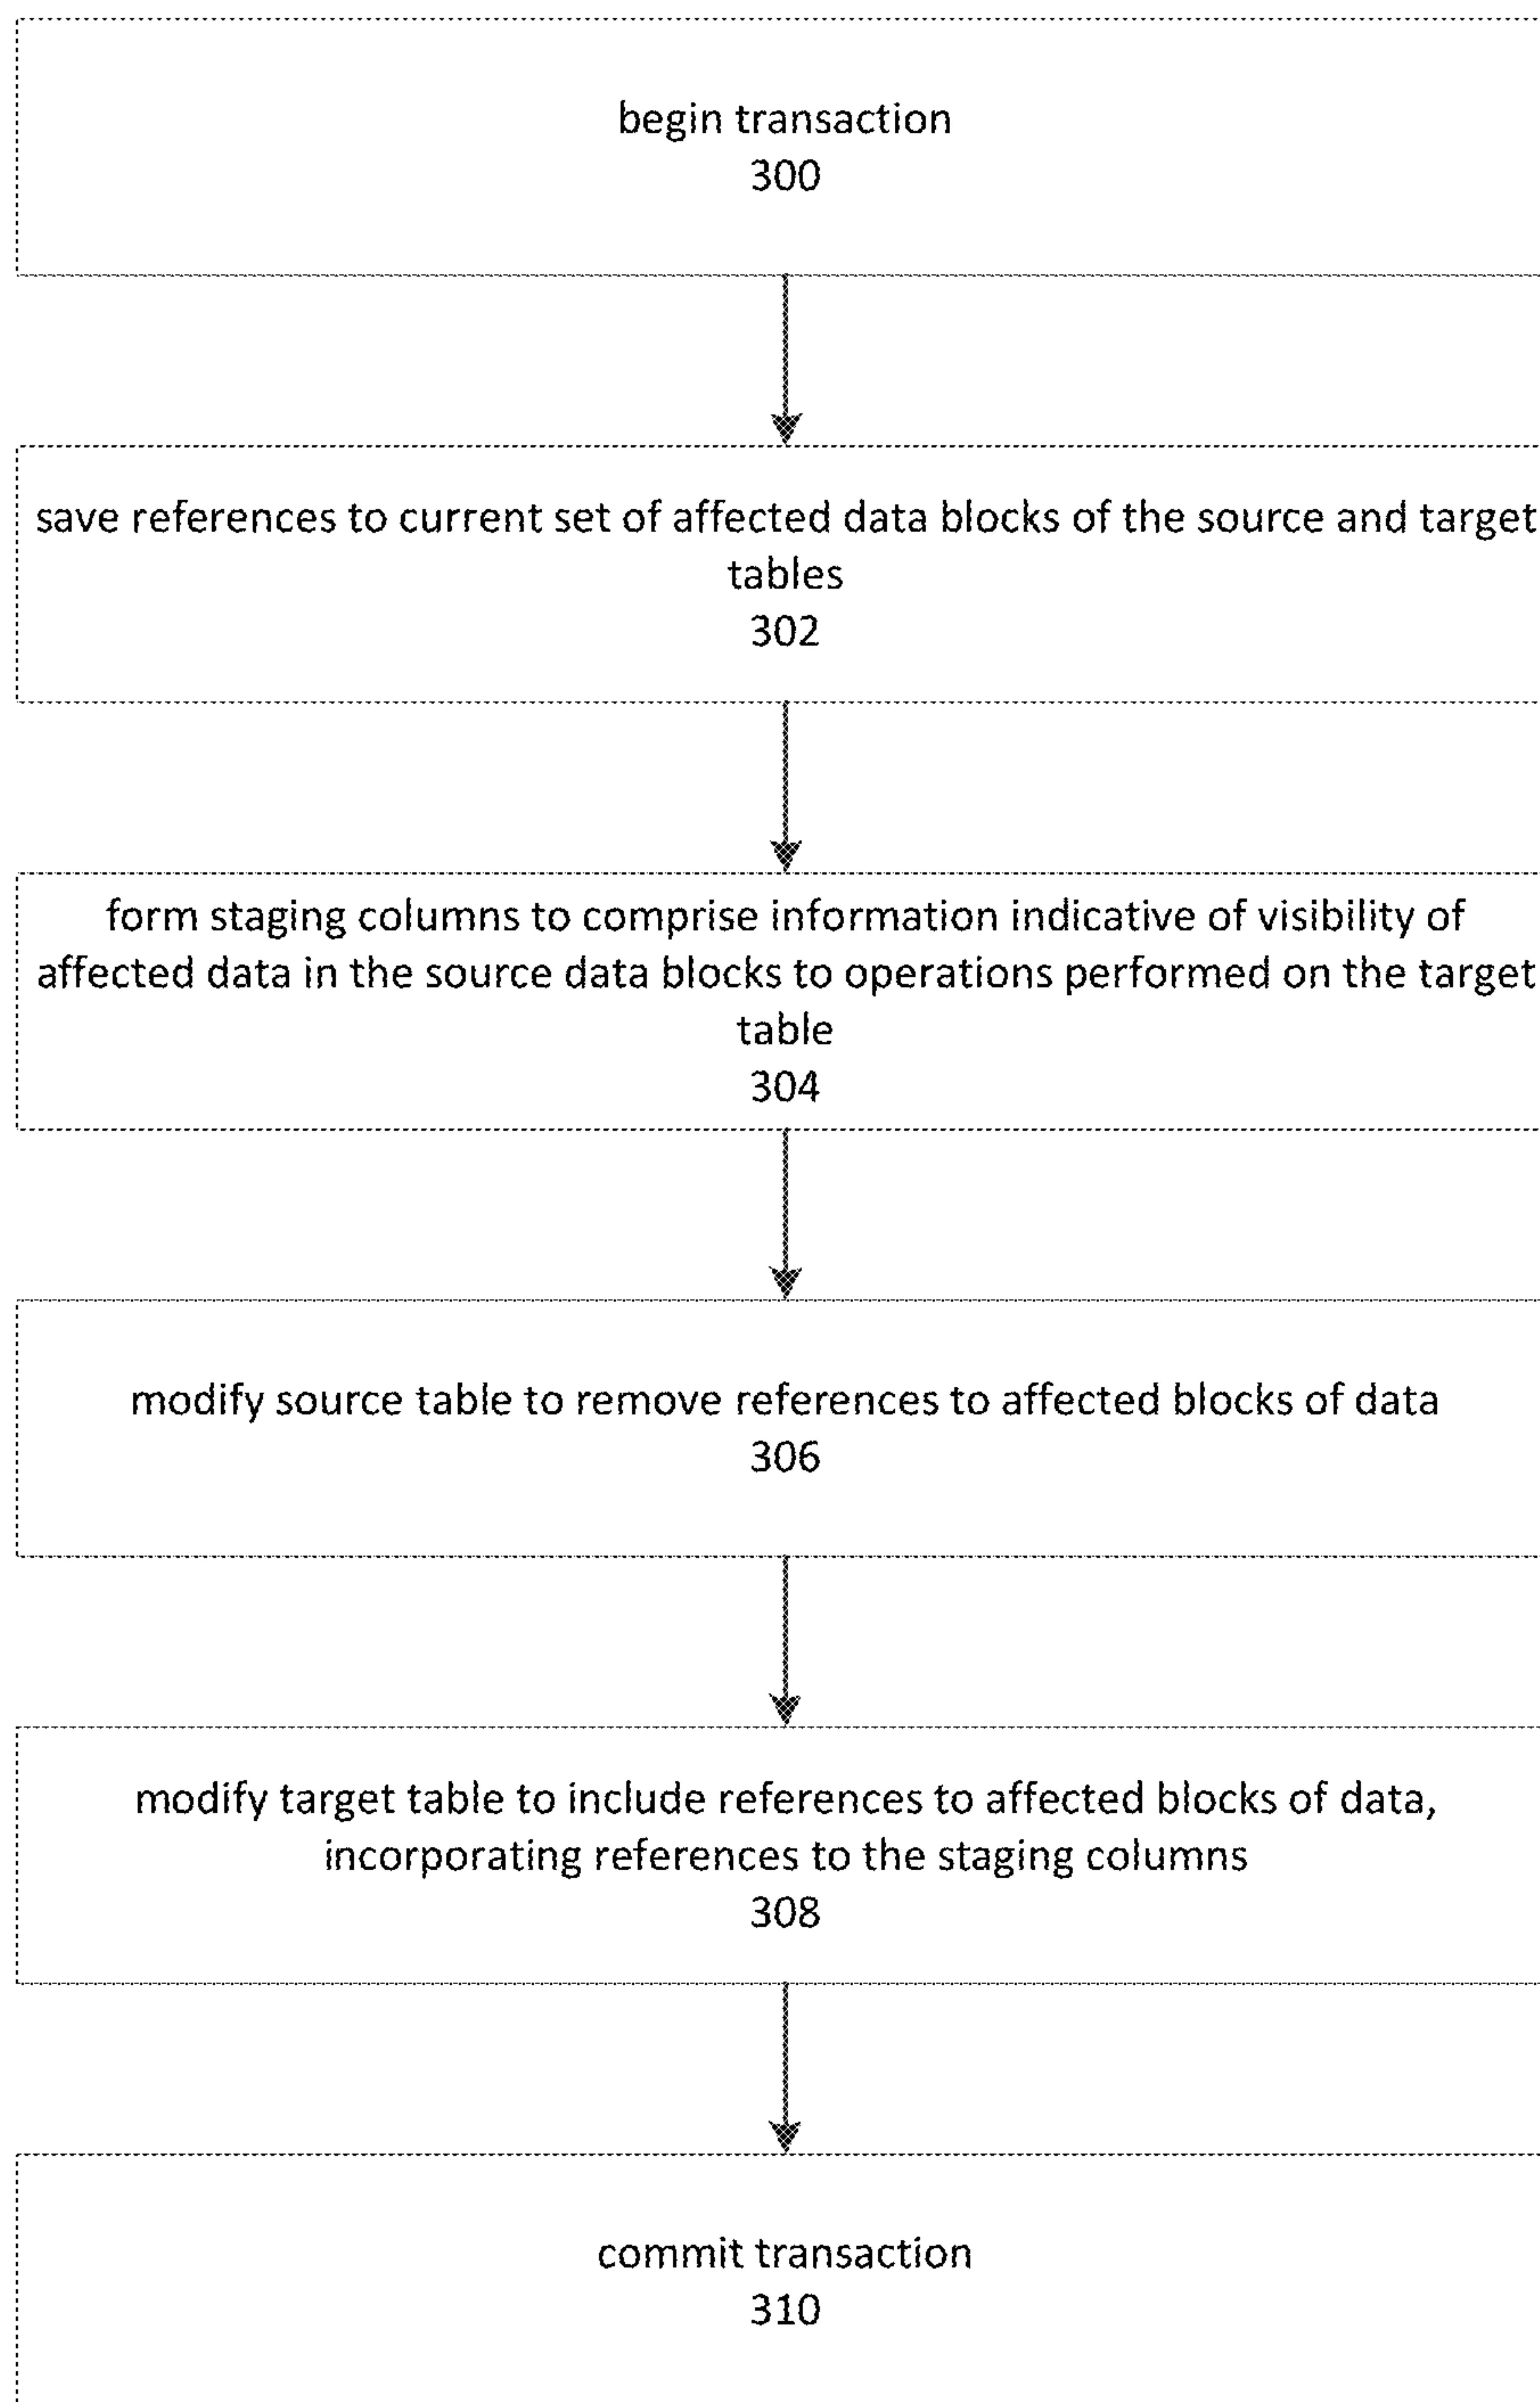 begin transaction
300
save references to current set of affected data blocks of the source and target
tables
302
form staging columns to comprise information indicative of visibility of
affected data in the source data blocks to operations performed on the target
table
304
modify source table to remove references to affected blocks of data
306
modify target table to include references to affected blocks of data,
incorporating references to the staging columns
308
commit transaction
310